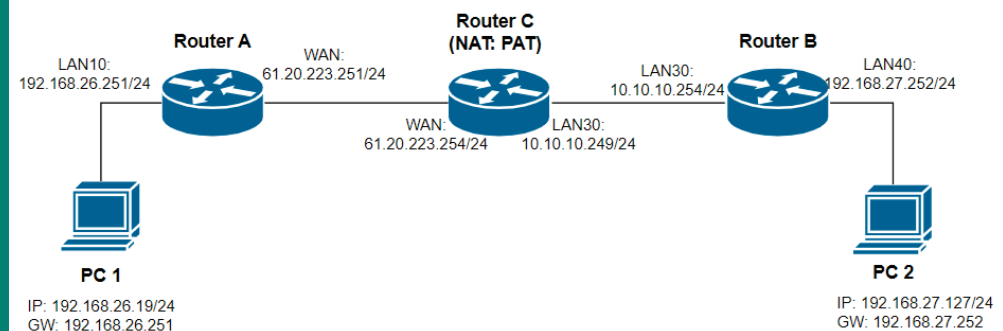 Router A
Router C
(NAT: PAT)
Router B
LAN10:
192.168.26.251/24
WAN:
61.20.223.251/24
LAN30:
10.10.10.254/24
LAN40:
192.168.27.252/24
WAN:
61.20.223.254/24
LAN30:
10.10.10.249/24
PC 1
IP: 192.168.26.19/24
GW: 192.168.26.251
PC 2
IP: 192.168.27.127/24
GW: 192.168.27.252